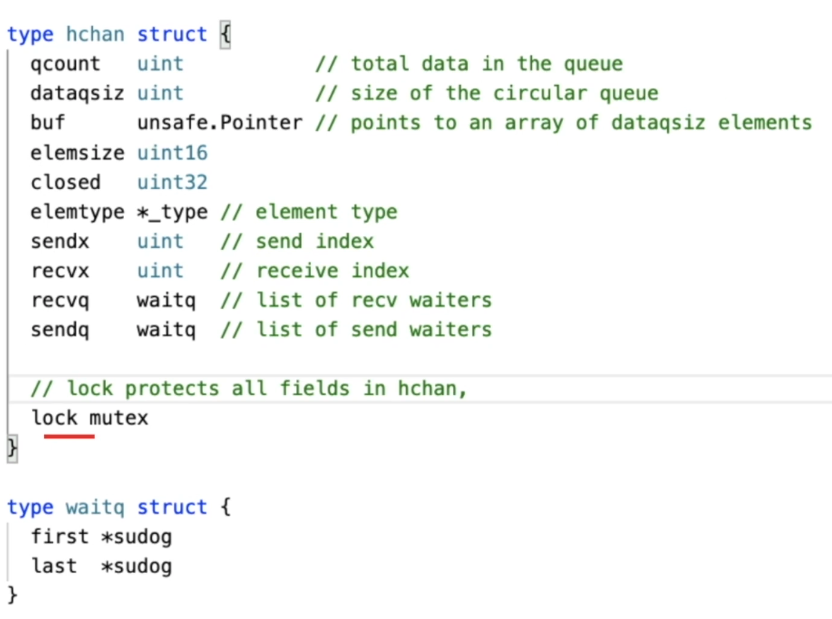 type hchan struct {
qcount   uint           // total data in the queue
dataqsiz uint           // size of the circular queue
buf      unsafe.Pointer // points to an array of dataqsiz elements
elemsize uint16
closed   uint32
elemtype *_type // element type
sendx    uint   // send index
recvx    uint   // receive index
recvq    waitq  // list of recv waiters
sendq    waitq  // list of send waiters
// lock protects all fields in hchan,
lock mutex
}
type waitq struct {
first *sudog
last  *sudog
}